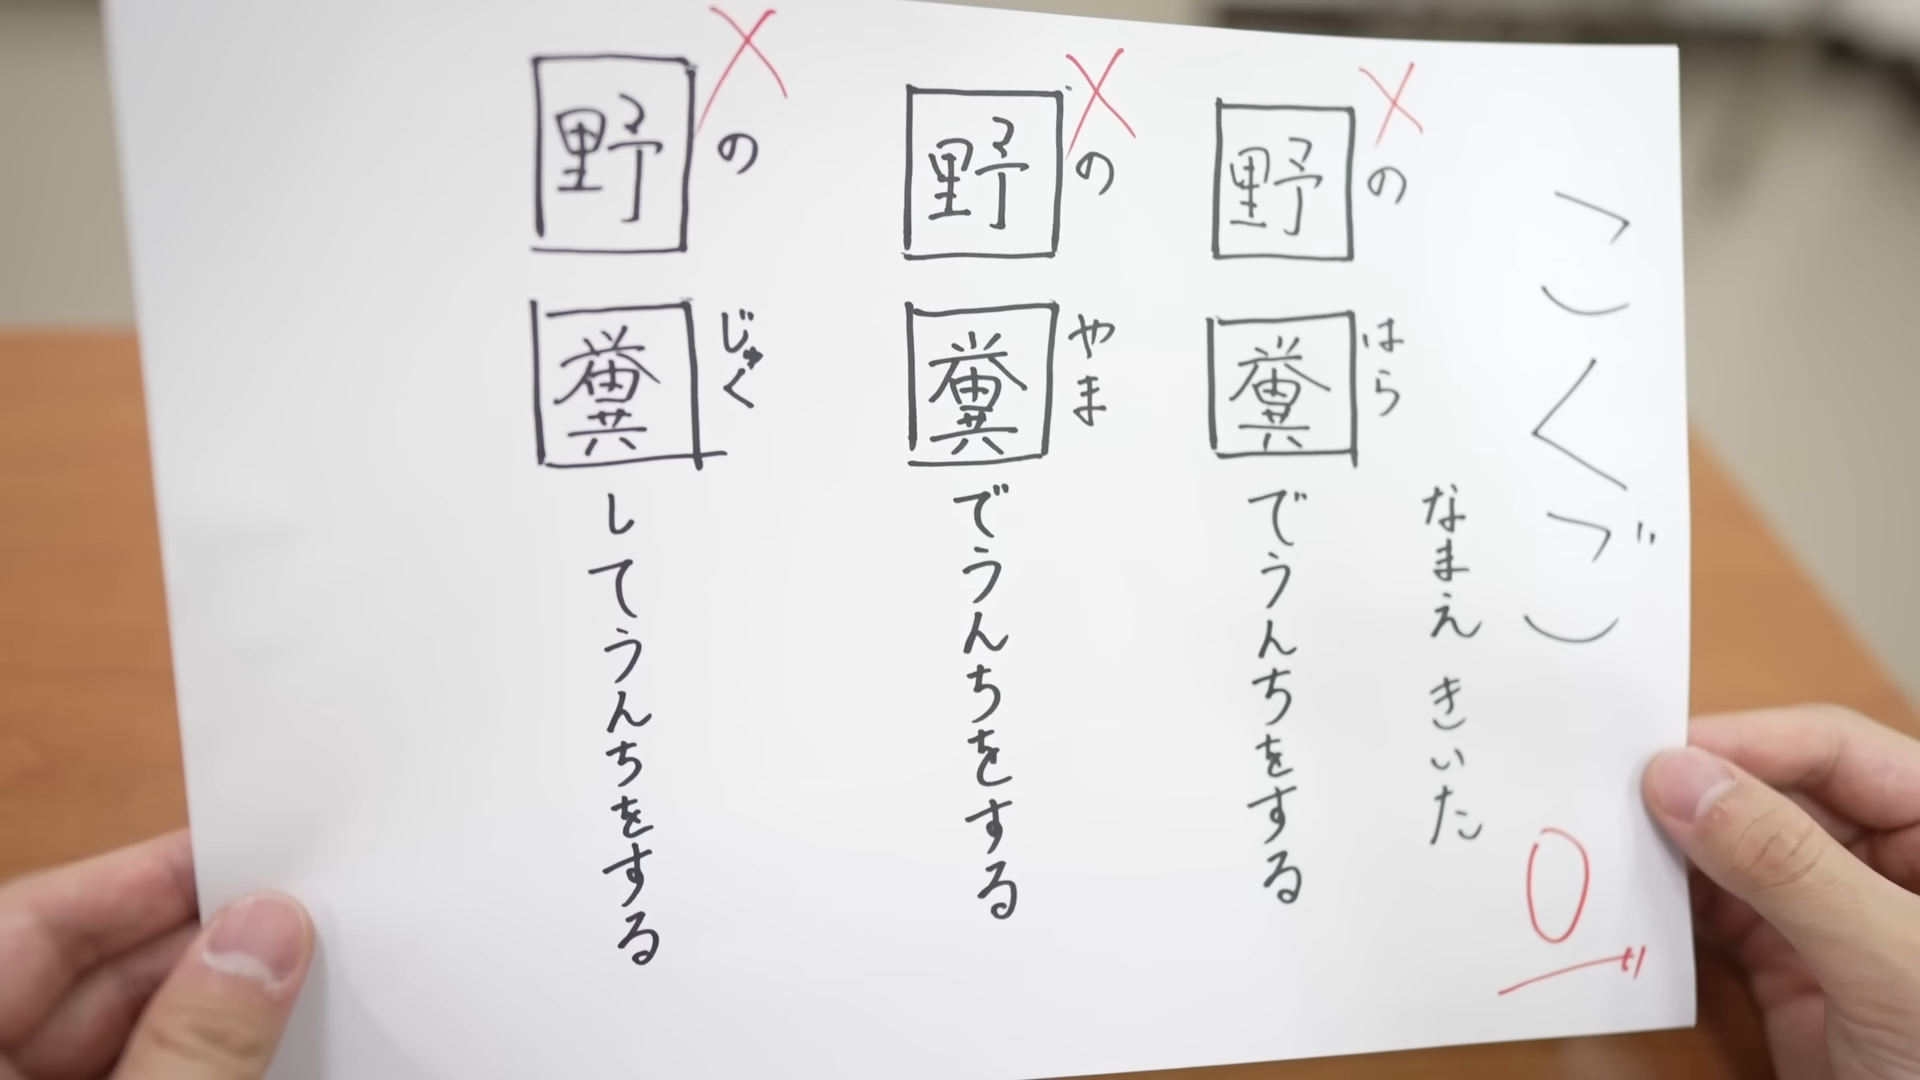 こくご
なまえ きいた
0
野の糞はらでうんちをする
野の糞やまでうんちをする
野の糞じゅくしてうんちをする